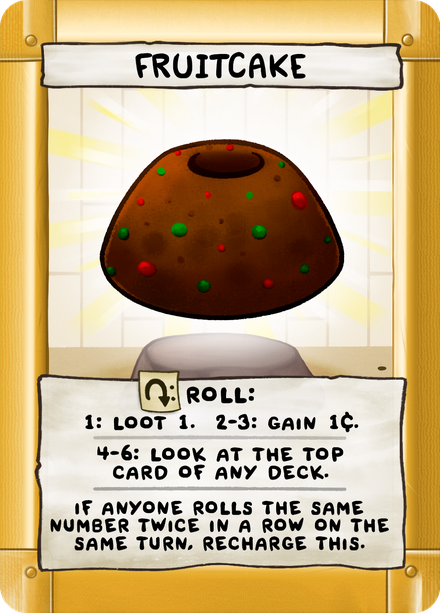 FRUITCAKE
: ROLL:
1: LOOT 1. 2-3: GAIN 1¢.
4-6: LOOK AT THE TOP
CARD OF ANY DECK.
IF ANYONE ROLLS THE SAME
NUMBER TWICE IN A ROW ON THE
SAME TURN, RECHARGE THIS.